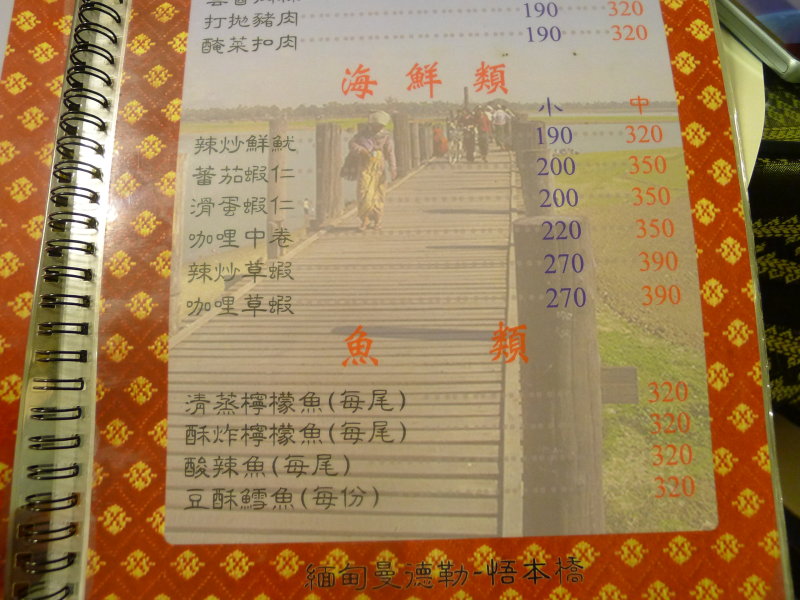 190 320
打拋豬肉 190 320
醃菜扣肉 190 320
海鮮類
小 中
辣炒鮮魷 190 320
蕃茄蝦仁 200 350
滑蛋蝦仁 200 350
咖哩中卷 220 350
辣炒草蝦 270 390
咖哩草蝦 270 390
魚類
清蒸檸檬魚(每尾) 320
酥炸檸檬魚(每尾) 320
酸辣魚(每尾) 320
豆酥鱈魚(每份) 320
緬甸曼德勒-悟本橋